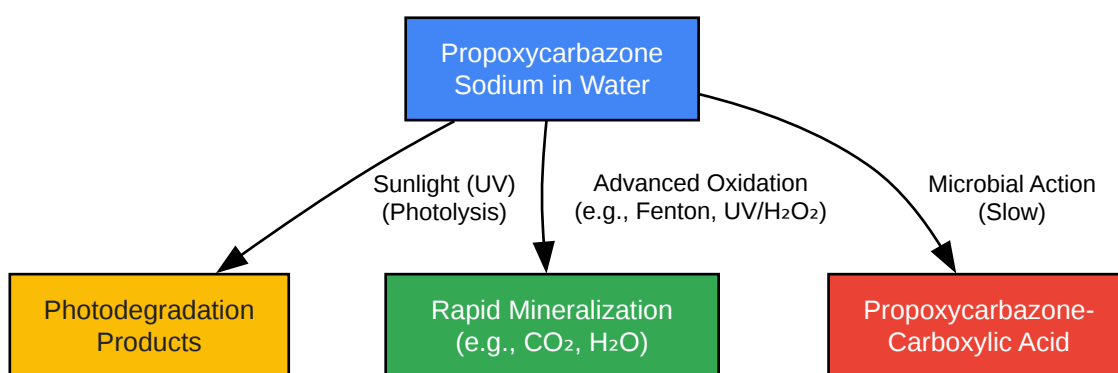 Propoxycarbazone
Sodium in Water
Sunlight (UV)
(Photolysis)
Advanced Oxidation
(e.g., Fenton, UV/H₂O₂)
Microbial Action
(Slow)
Photodegradation
Products
Rapid Mineralization
(e.g., CO₂, H₂O)
Propoxycarbazone-
Carboxylic Acid